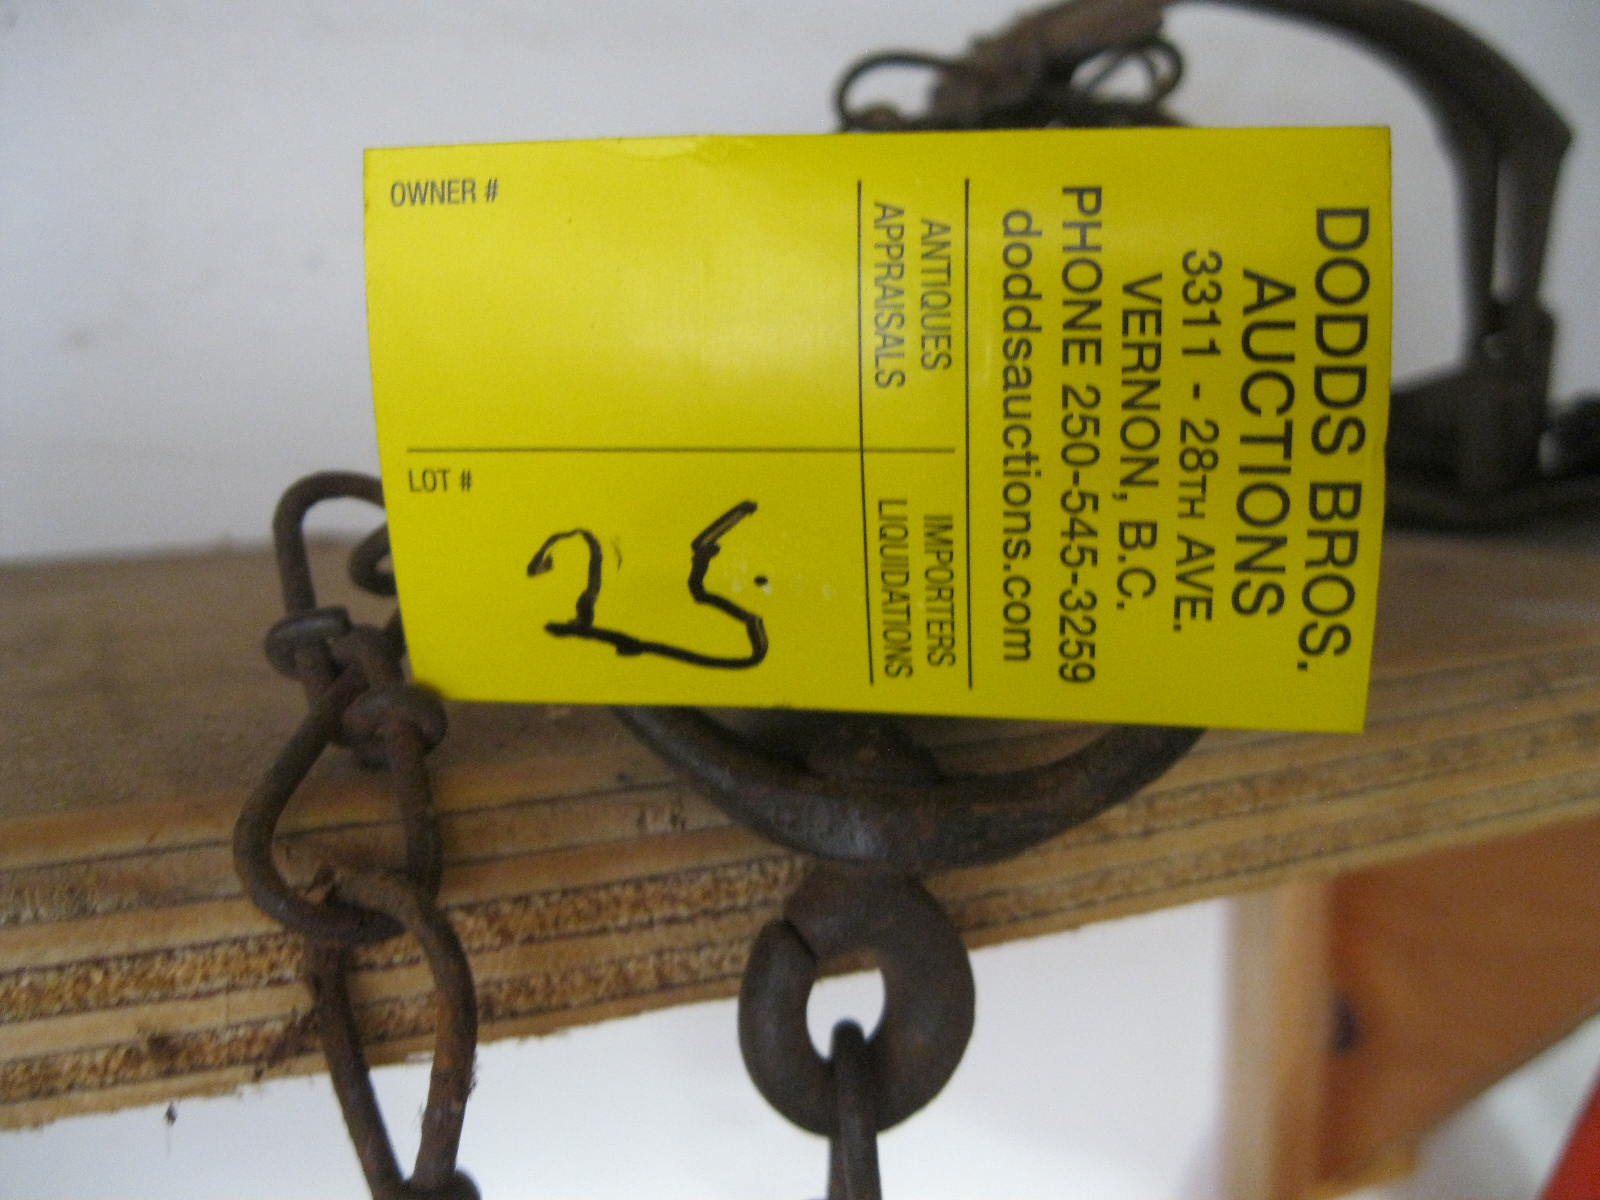 DODDS BROS.
AUCTIONS
3311 - 28TH AVE.
VERNON, B.C.
PHONE 250-545-3259
doddsauctions.com
ANTIQUES IMPORTERS
APPRAISALS LIQUIDATIONS
OWNER #
LOT #
25